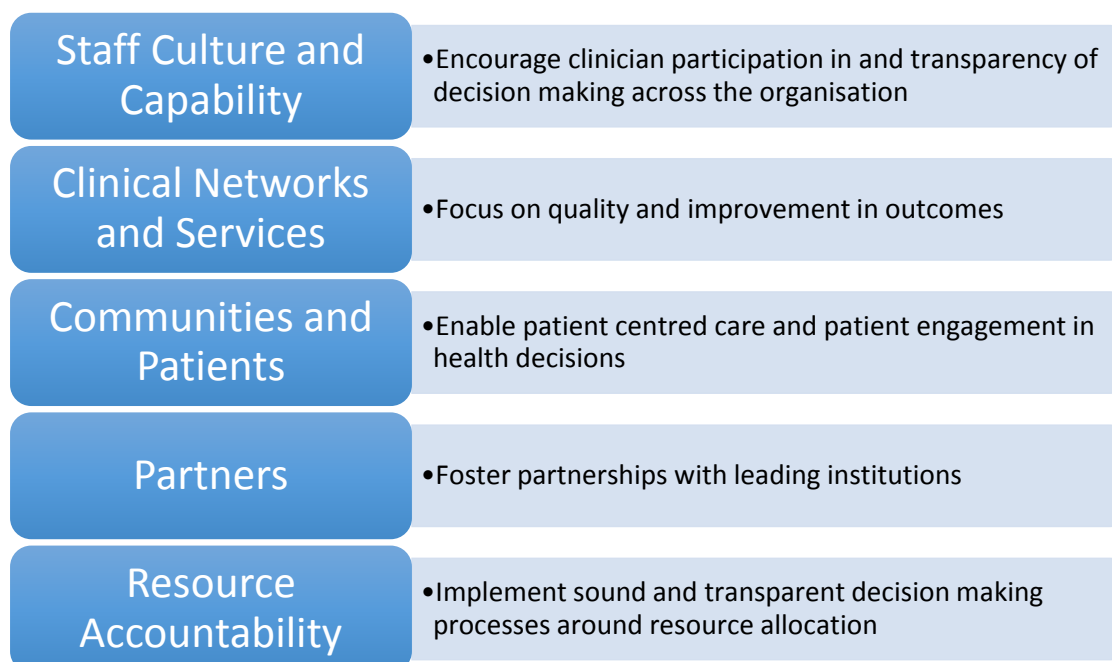 Staff Culture and
Capability
•Encourage clinician participation in and transparency of
decision making across the organisation
Clinical Networks
and Services
•Focus on quality and improvement in outcomes
Communities and
Patients
•Enable patient centred care and patient engagement in
health decisions
Partners
•Foster partnerships with leading institutions
Resource
Accountability
•Implement sound and transparent decision making
processes around resource allocation